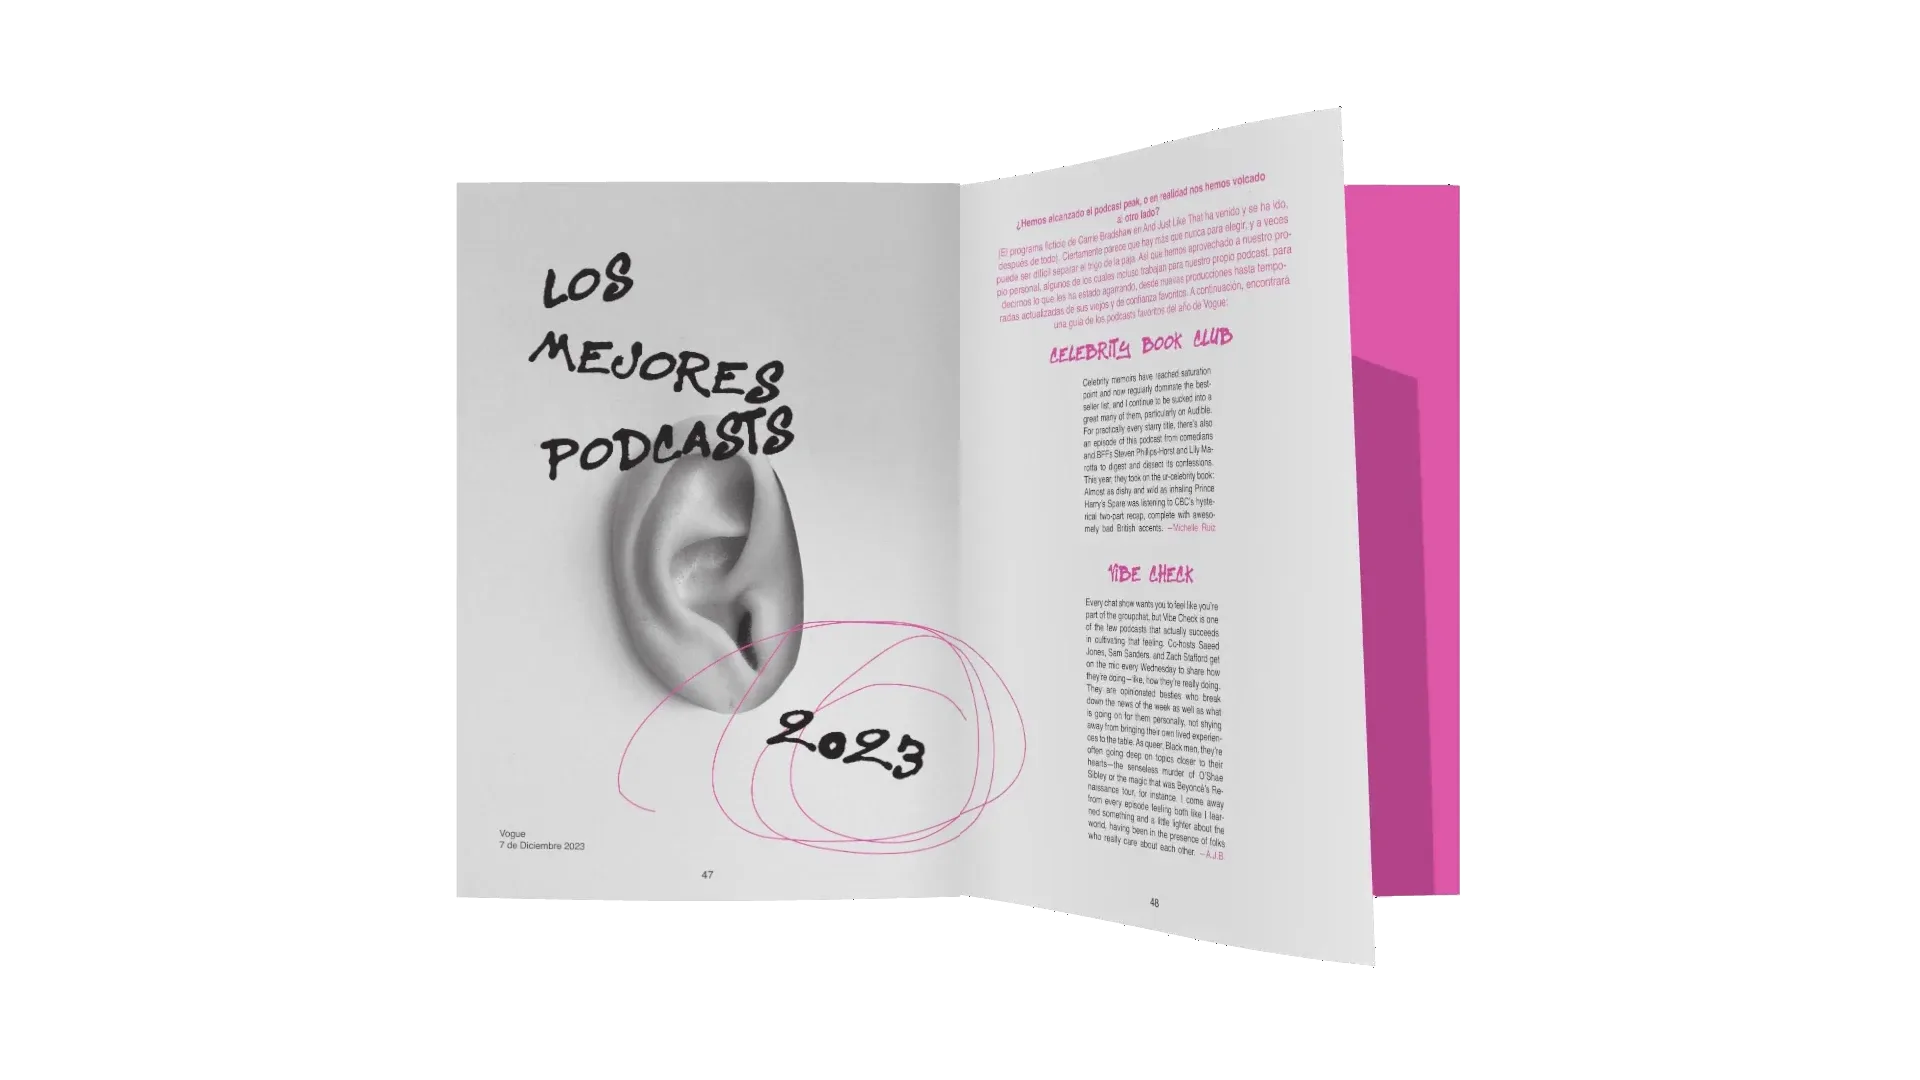 LOS
MEJORES
PODCASTS
2023
Vogue
7 de Diciembre 2023
47
¿Hemos alcanzado el podcast peak, o en realidad nos hemos volcado
al otro lado?
(El programa ficticio de Carrie Bradshaw en And Just Like That ha venido y se ha ido,
después de todo). Ciertamente parece que hay más que nunca para elegir, y a veces
puede ser difícil separar el trigo de la paja. Así que hemos aprovechado a nuestro pro-
pio personal, algunos de los cuales incluso trabajan para nuestro propio podcast, para
decirnos lo que les ha estado agarrando, desde nuevas producciones hasta tempo-
radas actualizadas de sus viejos y de confianza favoritos. A continuación, encontrará
una guía de los podcasts favoritos del año de Vogue:
CELEBRITY BOOK CLUB
Celebrity memoirs have reached saturation
point and now regularly dominate the best-
seller list, and I continue to be sucked into a
great many of them, particularly on Audible.
For practically every starry title, there's also
an episode of this podcast from comedians
and BFFs Steven Phillips-Horst and Lily Ma-
rotta to digest and dissect its confessions.
This year, they took on the ur-celebrity book:
Almost as dishy and wild as inhaling Prince
Harry's Spare was listening to CBC's hyste-
rical two-part recap, complete with aweso-
mely bad British accents. —Michelle Ruiz
VIBE CHECK
Every chat show wants you to feel like you're
part of the groupchat, but Vibe Check is one
of the few podcasts that actually succeeds
in cultivating that feeling. Co-hosts Saeed
Jones, Sam Sanders, and Zach Stafford get
on the mic every Wednesday to share how
they're doing—like, how they're really doing.
They are opinionated besties who break
down the news of the week as well as what
is going on for them personally, not shying
away from bringing their own lived experien-
ces to the table. As queer, Black men, they're
often going deep on topics closer to their
hearts—the senseless murder of O'Shae
Sibley or the magic that was Beyoncé's Re-
naissance tour, for instance. I come away
from every episode feeling both like I lear-
ned something and a little lighter about the
world, having been in the presence of folks
who really care about each other. —A.J.B
48